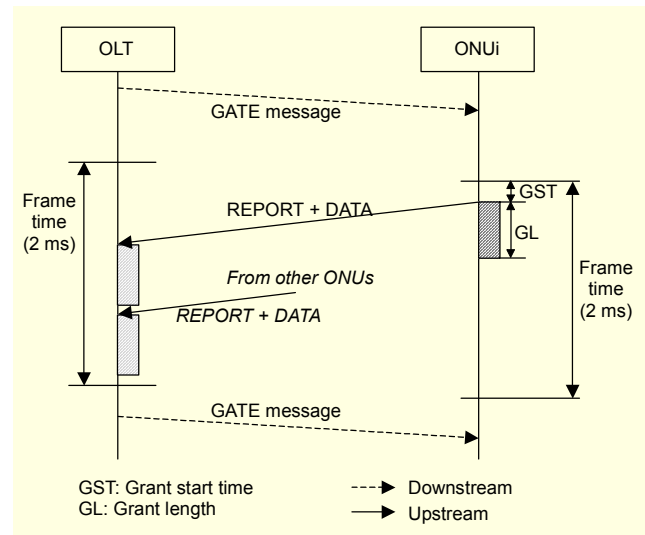 OLT
ONUi
GATE message
GST
Frame
time
(2 ms)
REPORT + DATA
GL
From other ONUs
REPORT + DATA
Frame
time
(2 ms)
GATE message
GST: Grant start time
GL: Grant length
Downstream
Upstream